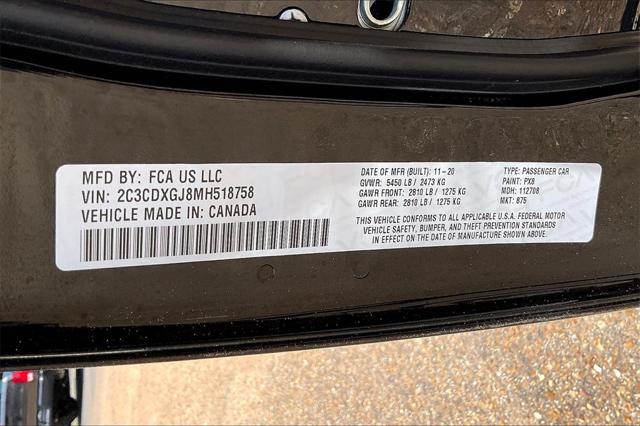 MFD BY: FCA US LLC
VIN: 2C3CDXGJ8MH518758
VEHICLE MADE IN: CANADA
DATE OF MFR (BUILT): 11-20
GVWR: 5450 LB / 2473 KG
GAWR FRONT: 2810 LB / 1275 KG
GAWR REAR: 2810 LB / 1275 KG
TYPE: PASSENGER CAR
PAINT: PX8
MDH: 112708
MKT: 875
THIS VEHICLE CONFORMS TO ALL APPLICABLE U.S.A. FEDERAL MOTOR
VEHICLE SAFETY, BUMPER, AND THEFT PREVENTION STANDARDS
IN EFFECT ON THE DATE OF MANUFACTURE SHOWN ABOVE.